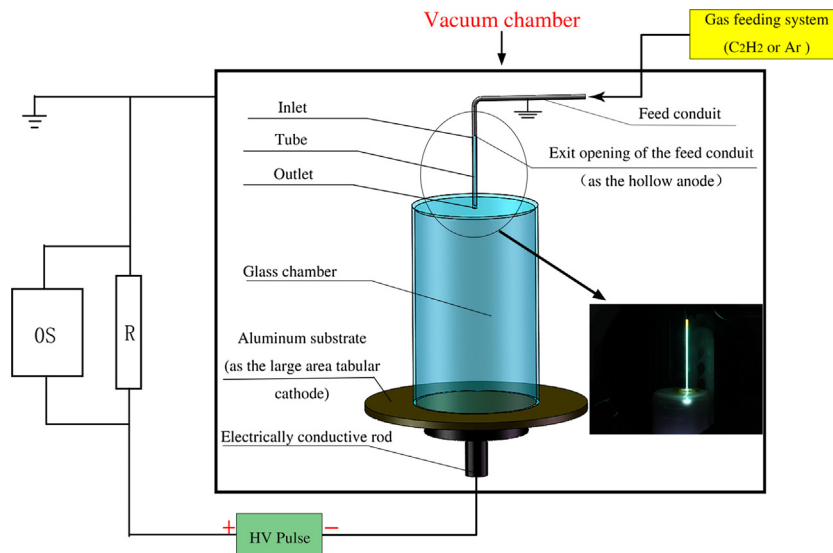 Vacuum chamber
Gas feeding system
(C2H2 or Ar )
Inlet
Feed conduit
Tube
Exit opening of the feed conduit
(as the hollow anode)
Outlet
Glass chamber
OS
R
Aluminum substrate
(as the large area tabular
cathode)
Electrically conductive rod
+
HV Pulse
−